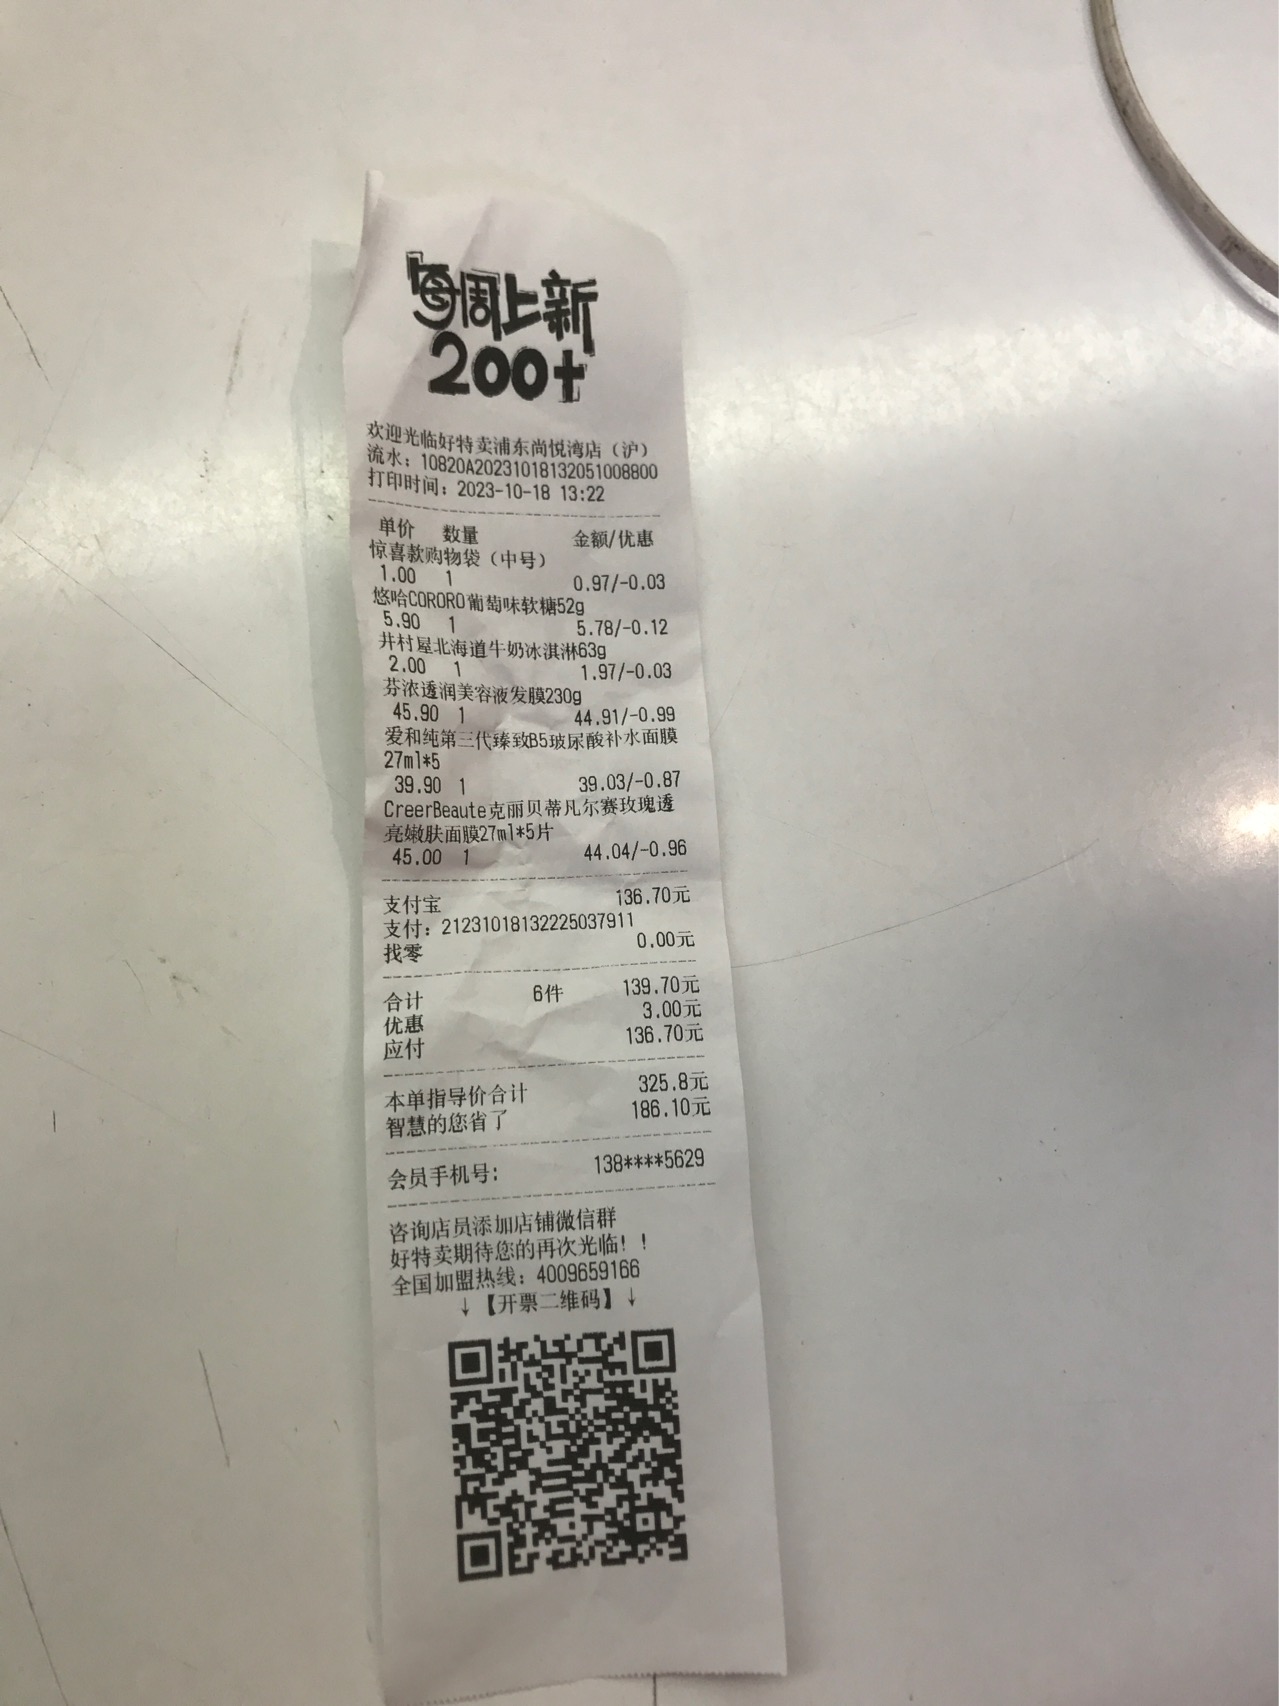 每周上新
200+
欢迎光临好特卖浦东尚悦湾店（沪）
流水：10820A20231018132051008800
打印时间：2023-10-18 13:22
单价 数量 金额/优惠
惊喜款购物袋（中号）
1.00 1 0.97/-0.03
悠哈CORORO葡萄味软糖52g
5.90 1 5.78/-0.12
井村屋北海道牛奶冰淇淋63g
2.00 1 1.97/-0.03
芬浓透润美容液发膜230g
45.90 1 44.91/-0.99
爱和纯第三代臻致B5玻尿酸补水面膜
27ml*5
39.90 1 39.03/-0.87
CreerBeaute克丽贝蒂凡尔赛玫瑰透
亮嫩肤面膜27ml*5片
45.00 1 44.04/-0.96
支付宝 136.70元
支付：21231018132225037911
找零 0.00元
合计 6件 139.70元
优惠 3.00元
应付 136.70元
本单指导价合计 325.8元
智慧的您省了 186.10元
会员手机号: 138****5629
咨询店员添加店铺微信群
好特卖期待您的再次光临！！
全国加盟热线：4009659166
↓【开票二维码】↓